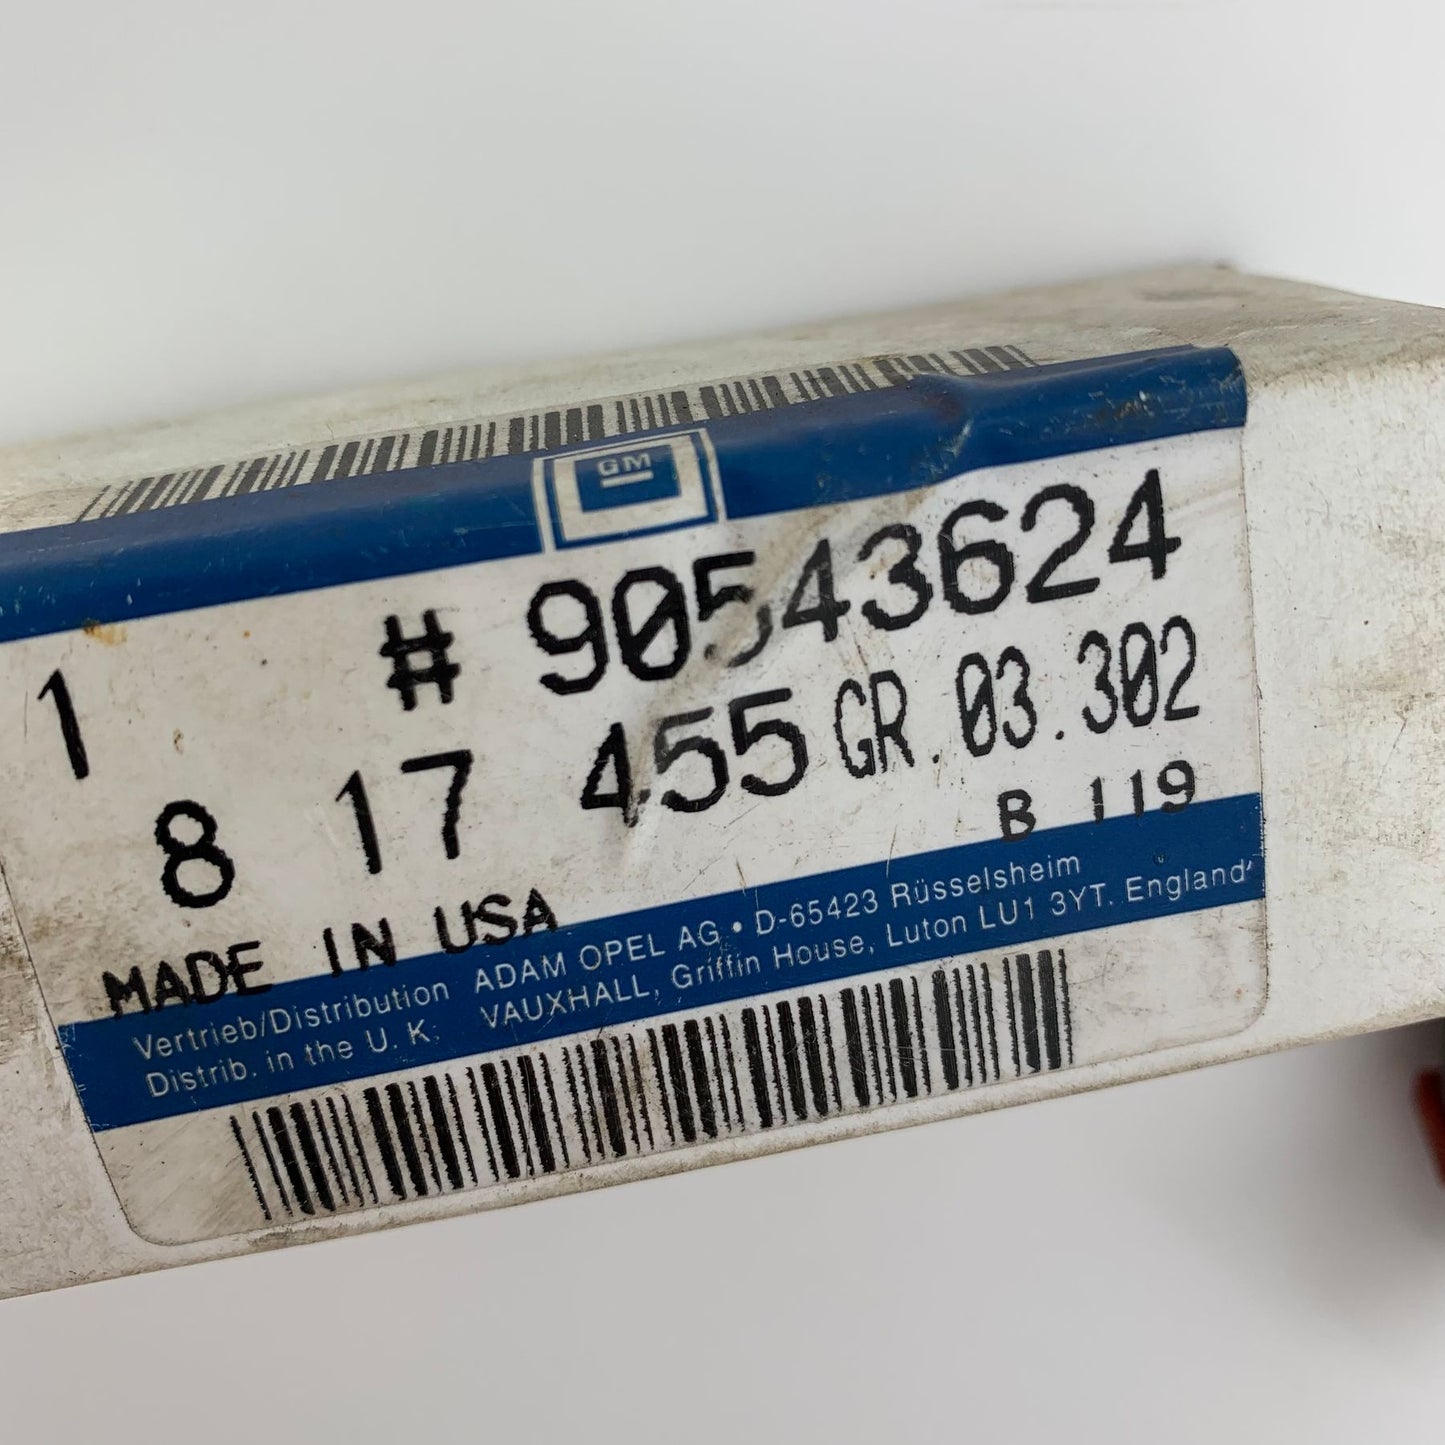 GM
1 # 90543624
8 17 455 GR. 03.302
B 119
MADE IN USA
Vertrieb/Distribution ADAM OPEL AG • D-65423 Rüsselsheim
Distrib. in the U. K. VAUXHALL, Griffin House, Luton LU1 3YT. England